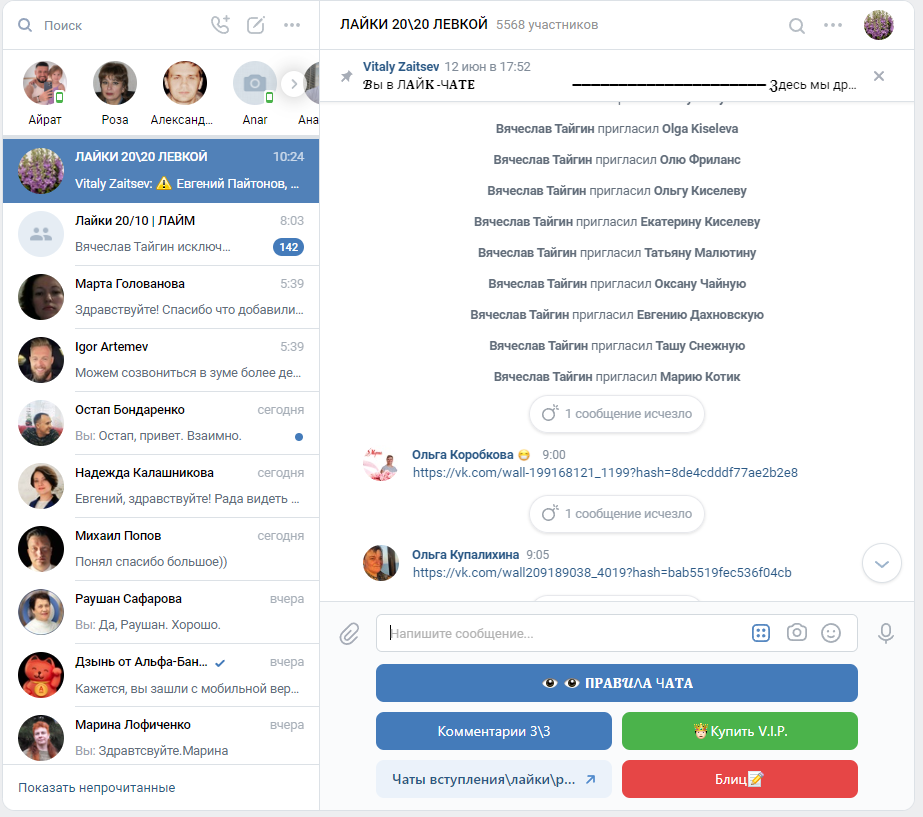 Поиск
Айрат
Роза
Александ...
Anar
Ана
ЛАЙКИ 20\20 ЛЕВКОЙ 10:24
Vitaly Zaitsev: ⚠️ Евгений Пайтонов, ...
Лайки 20/10 | ЛАЙМ 8:03
Вячеслав Тайгин исключ... 142
Марта Голованова 5:39
Здравствуйте! Спасибо что добавили...
Igor Artemev 5:39
Можем созвониться в зуме более де...
Остап Бондаренко сегодня
Вы: Остап, привет. Взаимно.
Надежда Калашникова сегодня
Евгений, здравствуйте! Рада видеть ...
Михаил Попов сегодня
Понял спасибо большое))
Раушан Сафарова вчера
Вы: Да, Раушан. Хорошо.
Дзынь от Альфа-Бан... вчера
Кажется, вы зашли с мобильной вер...
Марина Лофиченко вчера
Вы: Здравтсвуйте.Марина
Показать непрочитанные
ЛАЙКИ 20\20 ЛЕВКОЙ 5568 участников
Vitaly Zaitsev 12 июн в 17:52
Вы в ЛАЙК-ЧАТЕ ━━━━━━━━━━━━━━━━━━━━━ Здесь мы др...
Вячеслав Тайгин пригласил Olga Kiseleva
Вячеслав Тайгин пригласил Олю Фриланс
Вячеслав Тайгин пригласил Ольгу Киселеву
Вячеслав Тайгин пригласил Екатерину Киселеву
Вячеслав Тайгин пригласил Татьяну Малютину
Вячеслав Тайгин пригласил Оксану Чайную
Вячеслав Тайгин пригласил Евгению Дахновскую
Вячеслав Тайгин пригласил Ташу Снежную
Вячеслав Тайгин пригласил Марию Котик
1 сообщение исчезло
Ольга Коробкова 😁 9:00
https://vk.com/wall-199168121_1199?hash=8de4cdddf77ae2b2e8
1 сообщение исчезло
Ольга Купалихина 9:05
https://vk.com/wall209189038_4019?hash=bab5519fec536f04cb
Напишите сообщение...
👁 👁 ПРАВИЛА ЧАТА
Комментарии 3\3
🤴Купить V.I.P.
Чаты вступления\лайки\р... ↗
Блиц📝